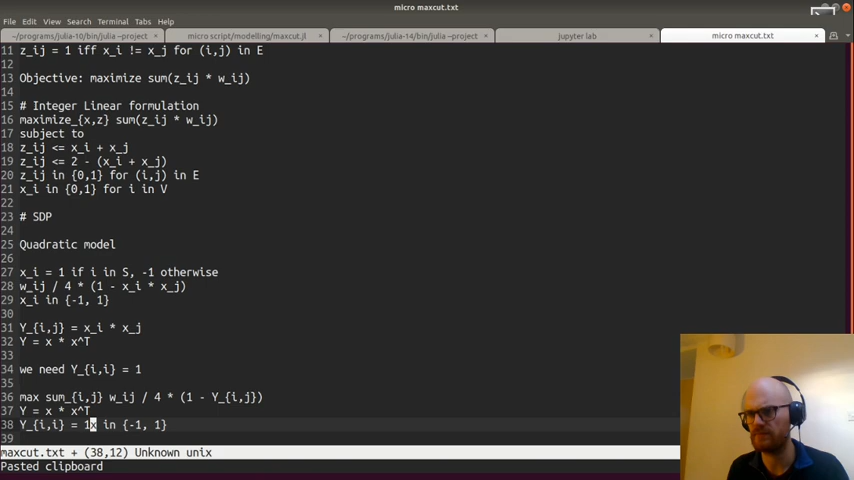 micro maxcut.txt
File Edit View Search Terminal Tabs Help
~/programs/julia-10/bin/julia --project × micro script/modelling/maxcut.jl × ~/programs/julia-14/bin/julia --project × jupyter lab × micro maxcut.txt ×
11 z_ij = 1 iff x_i != x_j for (i,j) in E
12
13 Objective: maximize sum(z_ij * w_ij)
14
15 # Integer Linear formulation
16 maximize_{x,z} sum(z_ij * w_ij)
17 subject to
18 z_ij <= x_i + x_j
19 z_ij <= 2 - (x_i + x_j)
20 z_ij in {0,1} for (i,j) in E
21 x_i in {0,1} for i in V
22
23 # SDP
24
25 Quadratic model
26
27 x_i = 1 if i in S, -1 otherwise
28 w_ij / 4 * (1 - x_i * x_j)
29 x_i in {-1, 1}
30
31 Y_{i,j} = x_i * x_j
32 Y = x * x^T
33
34 we need Y_{i,i} = 1
35
36 max sum_{i,j} w_ij / 4 * (1 - Y_{i,j})
37 Y = x * x^T
38 Y_{i,i} = 1x in {-1, 1}
39
maxcut.txt + (38,12) Unknown unix
Pasted clipboard